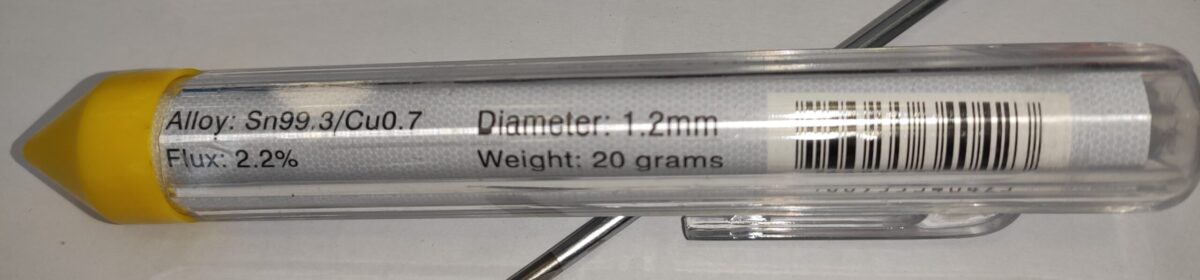 Alloy: Sn99.3/Cu0.7
Flux: 2.2%
Diameter: 1.2mm
Weight: 20 grams